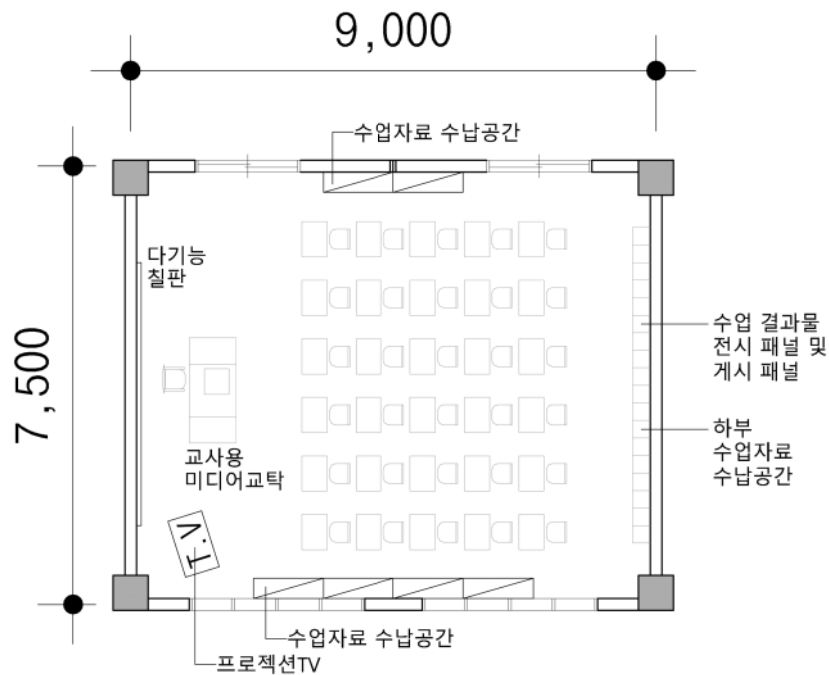 9,000
수업자료 수납공간
다기능
칠판
7,500
수업 결과물
전시 패널 및
게시 패널
하부
수업자료
수납공간
교사용
미디어교탁
T.V
수업자료 수납공간
프로젝션TV